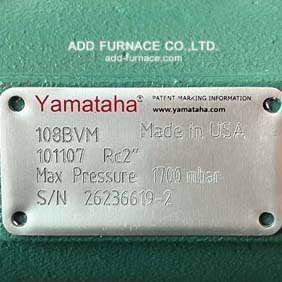 ADD FURNACE CO.,LTD.
add-furnace.com
Yamataha® PATENT MARKING INFORMATION
www.yamataha.com
108BVM Made in USA
101107 Rc2"
Max Pressure 1700 mbar
S/N 26236619-2